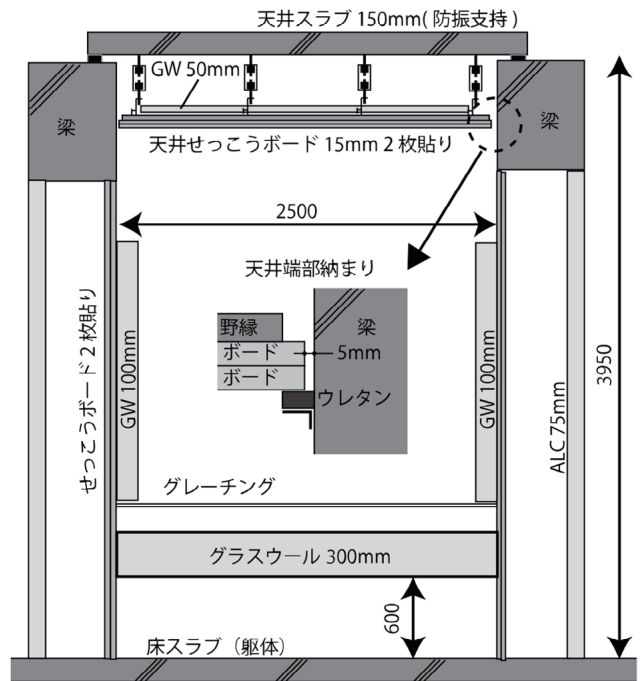 天井スラブ 150mm( 防振支持 )
GW 50mm
梁
梁
天井せっこうボード 15mm 2 枚貼り
2500
天井端部納まり
野縁
梁
ボード
5mm
ボード
ウレタン
せっこうボード 2 枚貼り
GW 100mm
GW 100mm
ALC 75mm
3950
グレーチング
グラスウール 300mm
600
床スラブ（躯体）